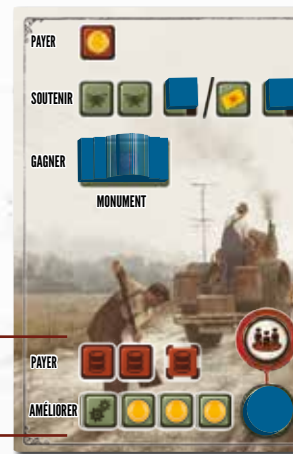 PAYER
SOUTENIR
/
GAGNER
MONUMENT
PAYER
AMÉLIORER